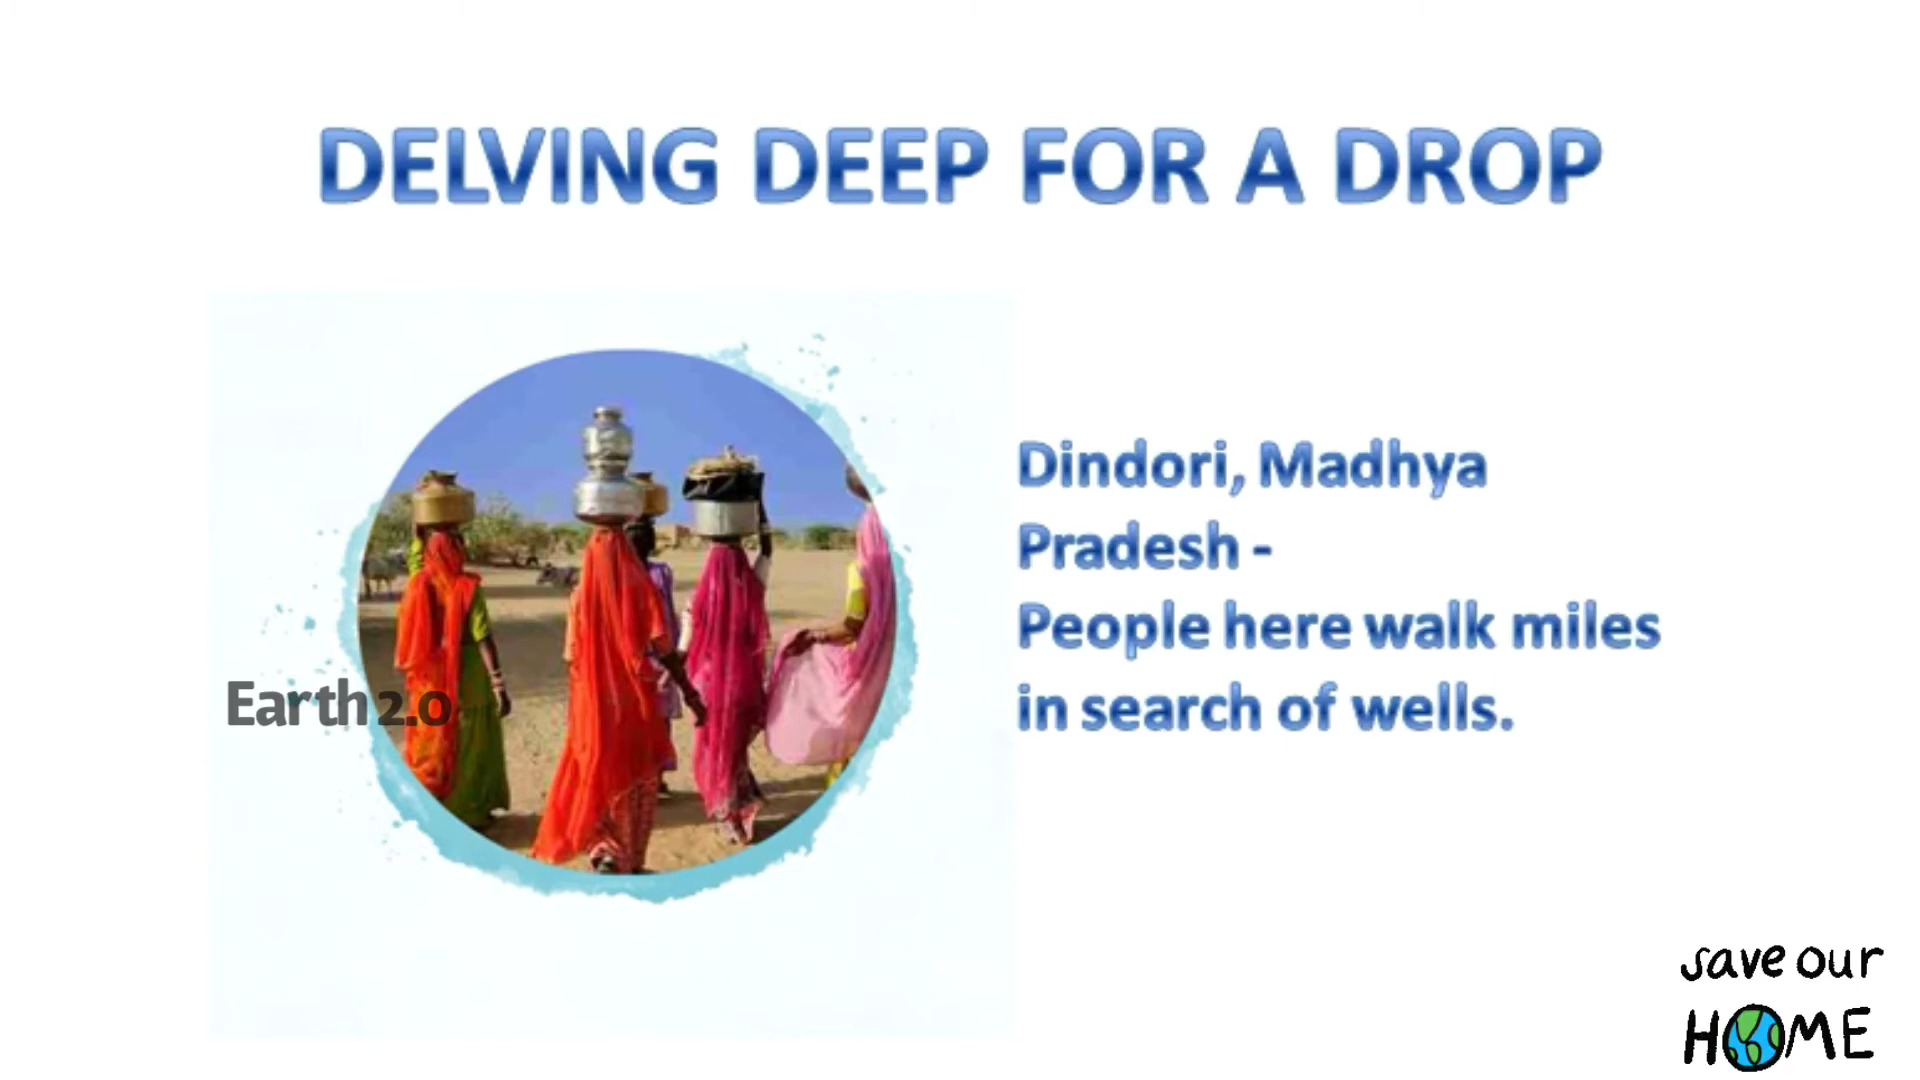 DELVING DEEP FOR A DROP
Dindori, Madhya
Pradesh -
People here walk miles
in search of wells.
Earth 2.0
save our
HOME